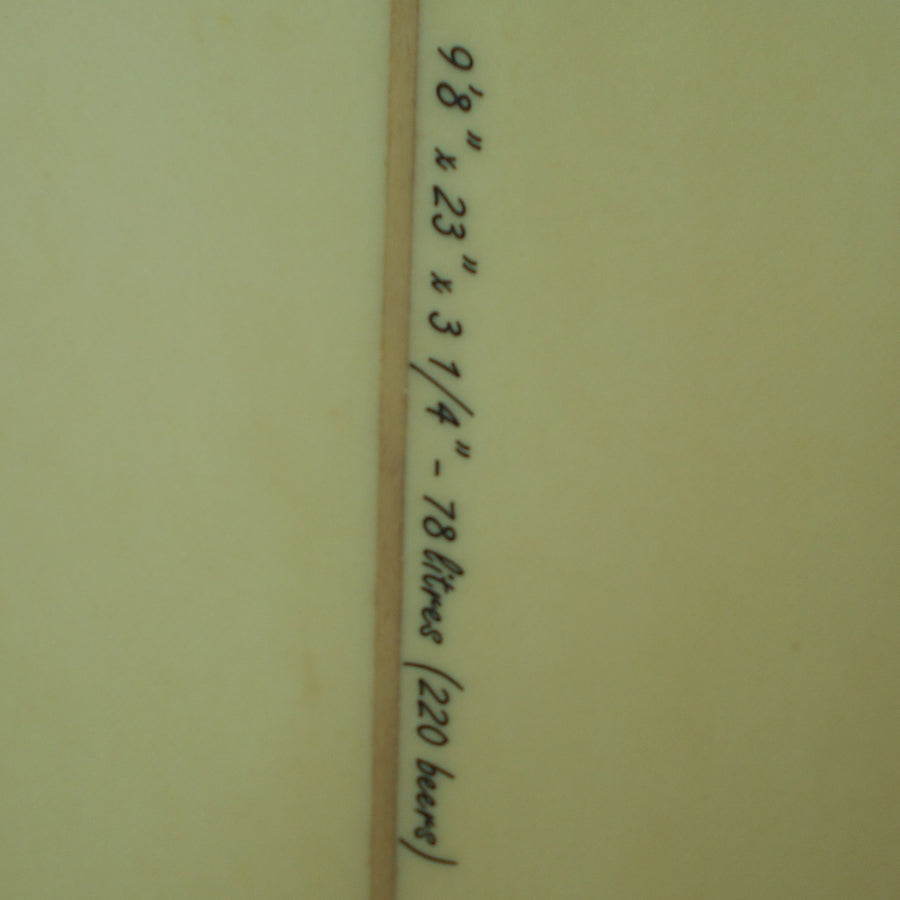 9'8" x 23" x 3 1/4" - 78 litres (220 beers)